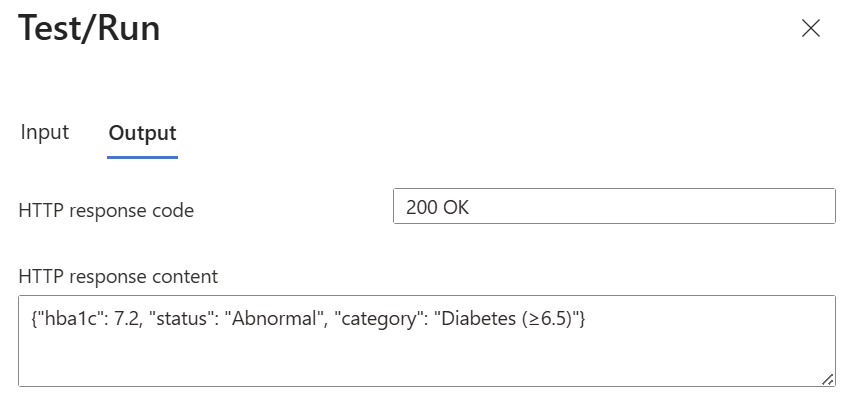 Test/Run
Input
Output
HTTP response code
200 OK
HTTP response content
{"hba1c": 7.2, "status": "Abnormal", "category": "Diabetes (≥6.5)"}